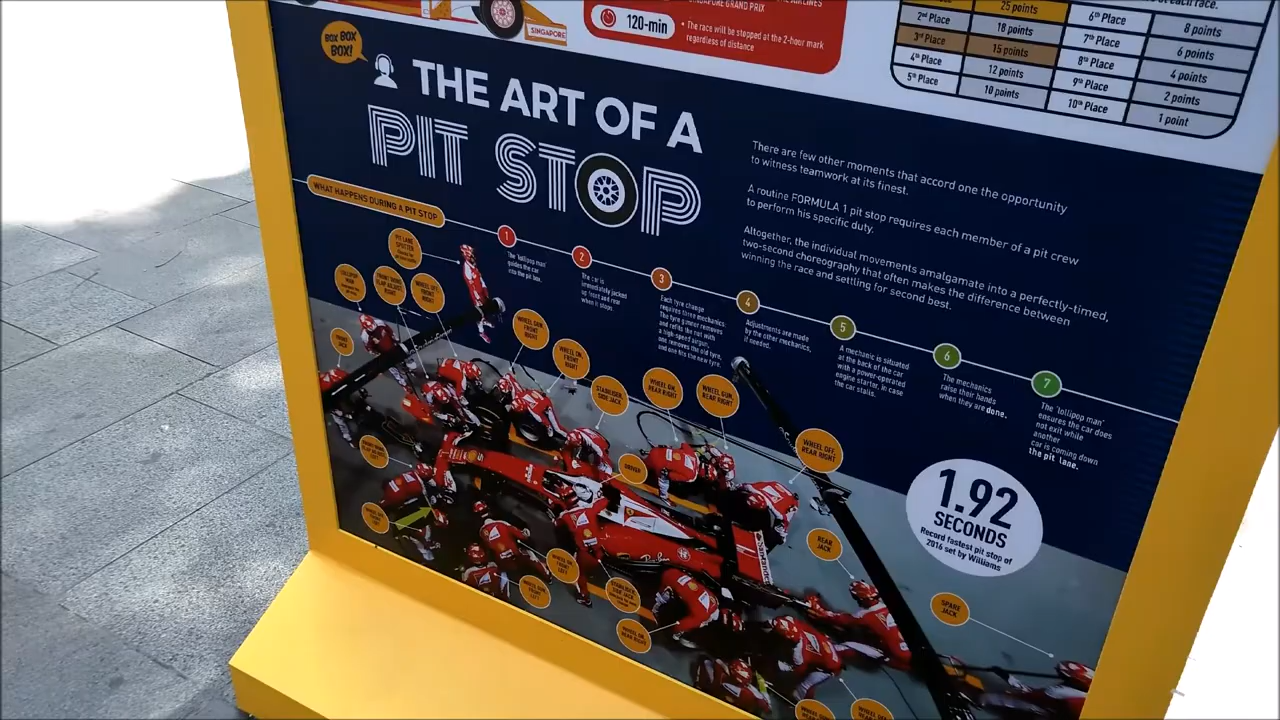 25 points
6th Place
8 points
2nd Place
18 points
7th Place
6 points
3rd Place
15 points
8th Place
4 points
4th Place
12 points
9th Place
2 points
5th Place
10 points
10th Place
1 point
SINGAPORE GRAND PRIX
120-min
• The race will be stopped at the 2-hour mark
regardless of distance
SINGAPORE
BOX BOX
BOX!
THE ART OF A
PIT STOP
There are few other moments that accord one the opportunity
to witness teamwork at its finest.
A routine FORMULA 1 pit stop requires each member of a pit crew
to perform his specific duty.
Altogether, the individual movements amalgamate into a perfectly-timed,
two-second choreography that often makes the difference between
winning the race and settling for second best.
WHAT HAPPENS DURING A PIT STOP
1
The 'lollipop man'
guides the car
into the pit box.
2
The car is
immediately jacked
up front and rear
when it stops.
3
Each tyre change
requires three mechanics:
The tyre gunner removes
and refits the nut with
a high-speed airgun,
one removes the old tyre,
and one fits the new tyre.
4
Adjustments are made
by the other mechanics,
if needed.
5
A mechanic is situated
at the back of the car
with a power-operated
engine starter, in case
the car stalls.
6
The mechanics
raise their hands
when they are done.
7
The 'lollipop man'
ensures the car does
not exit while
another
car is coming down
the pit lane.
PIT LANE
SPOTTER
LOLLIPOP
MAN
WHEEL OFF,
FRONT
RIGHT
WHEEL GUN,
FRONT
RIGHT
WHEEL ON,
FRONT
RIGHT
STABILISER,
SIDE JACK
WHEEL ON,
REAR RIGHT
WHEEL GUN,
REAR RIGHT
WHEEL OFF,
REAR RIGHT
DRIVER
REAR
JACK
SPARE
JACK
1.92
SECONDS
Record fastest pit stop of
2016 set by Williams